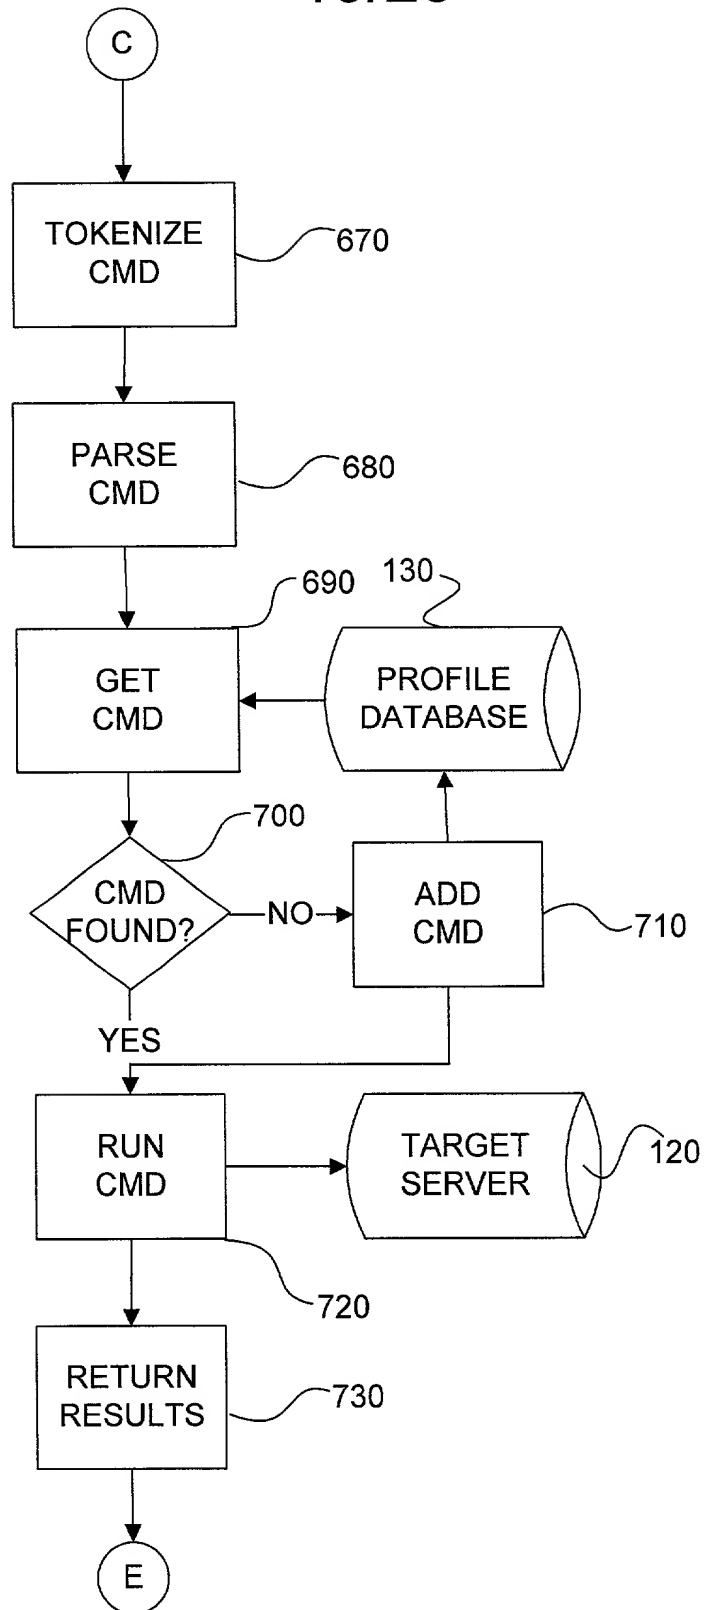 C
TOKENIZE
CMD
670
PARSE
CMD
680
690
130
GET
CMD
PROFILE
DATABASE
700
CMD
FOUND?
NO
ADD
CMD
710
YES
RUN
CMD
TARGET
SERVER
120
720
RETURN
RESULTS
730
E